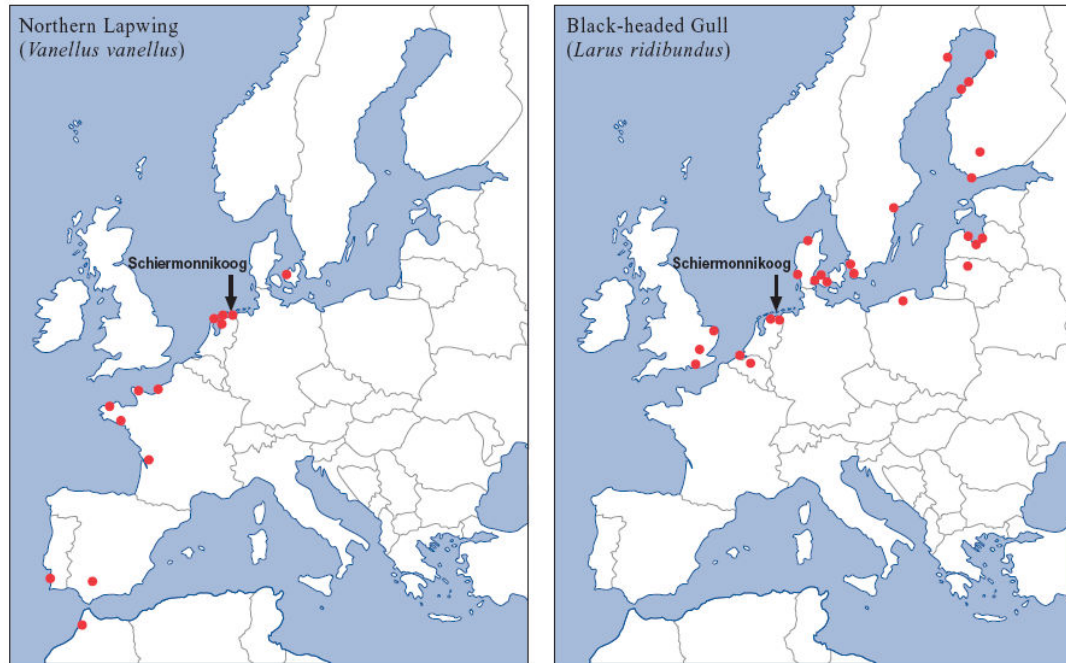 Northern Lapwing
(Vanellus vanellus)
Schiermonnikoog
Black-headed Gull
(Larus ridibundus)
Schiermonnikoog